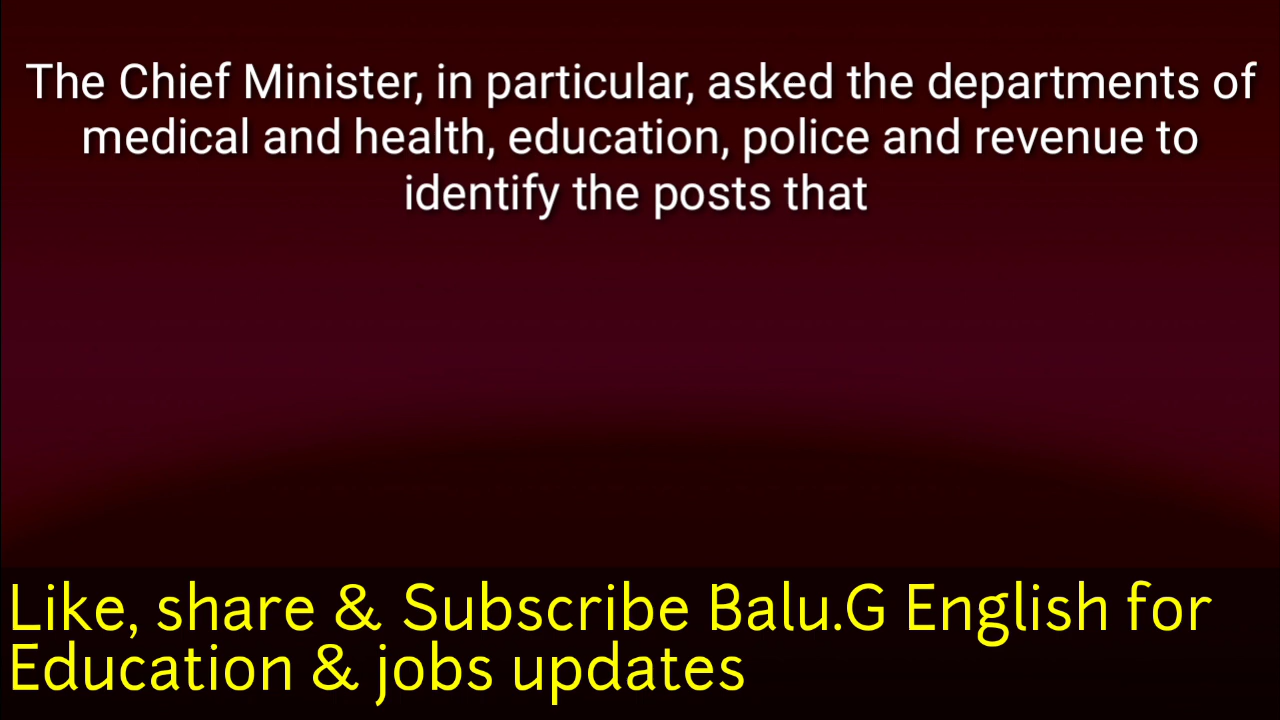 The Chief Minister, in particular, asked the departments of
medical and health, education, police and revenue to
identify the posts that
Like, share & Subscribe Balu.G English for
Education & jobs updates